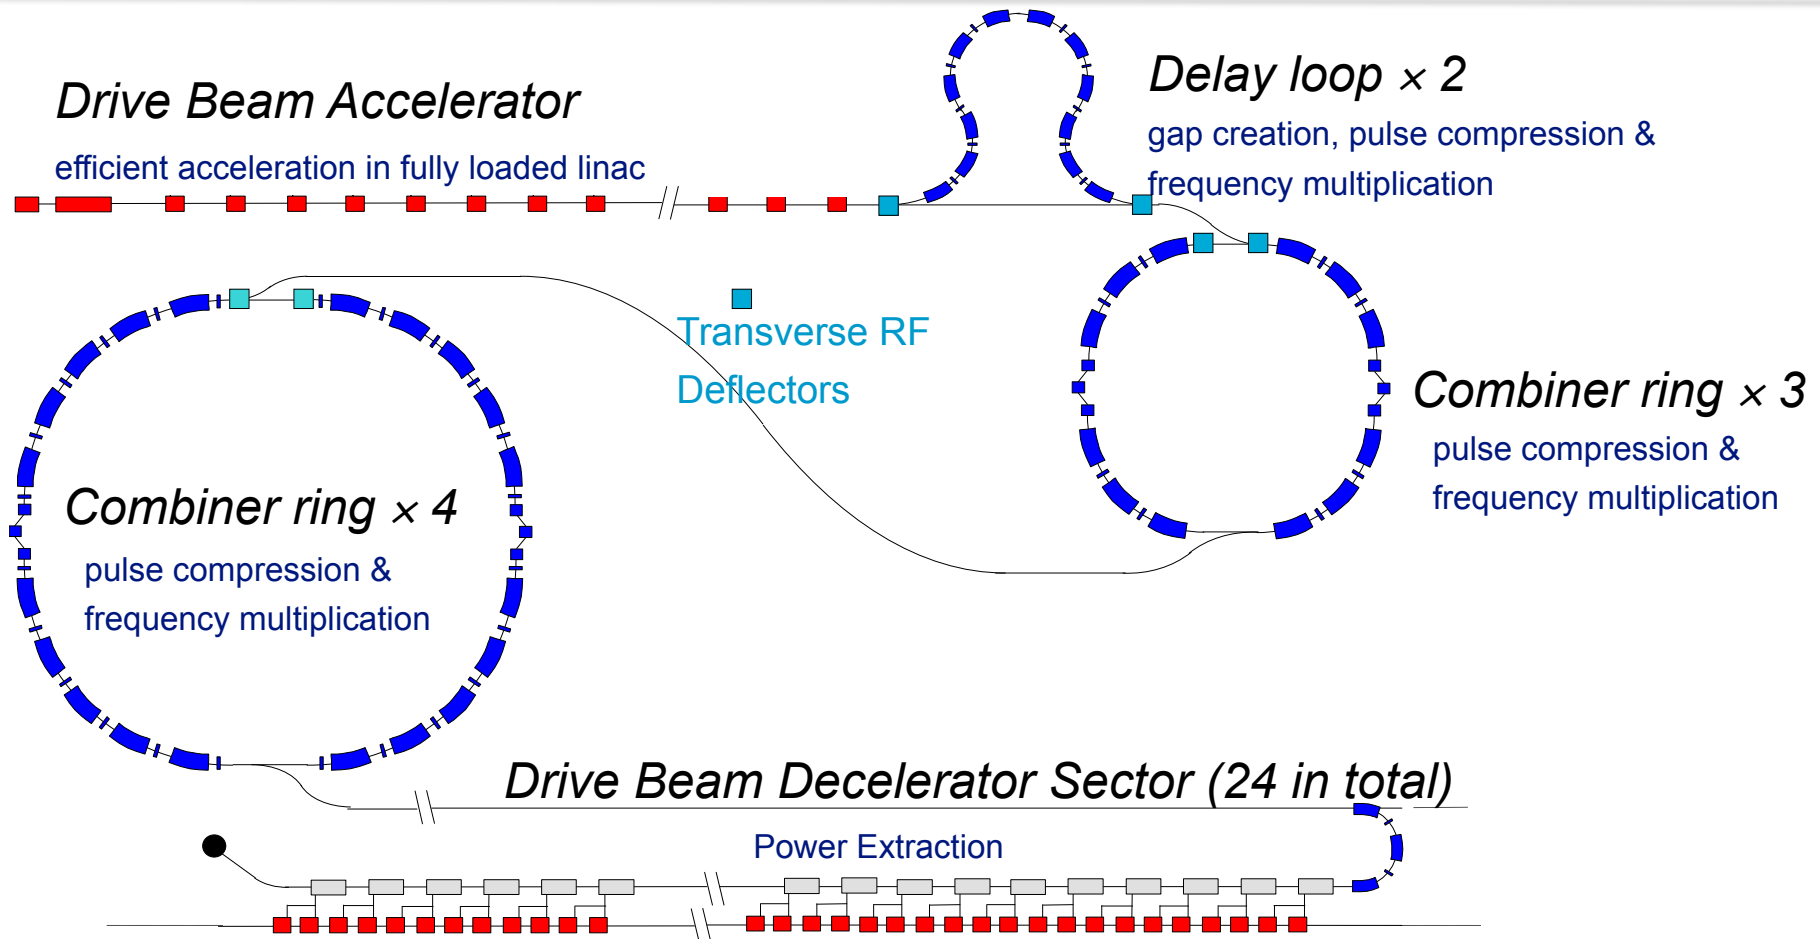 Drive Beam Accelerator
efficient acceleration in fully loaded linac
Delay loop × 2
gap creation, pulse compression &
frequency multiplication
Transverse RF
Deflectors
Combiner ring × 3
pulse compression &
frequency multiplication
Combiner ring × 4
pulse compression &
frequency multiplication
Drive Beam Decelerator Sector (24 in total)
Power Extraction